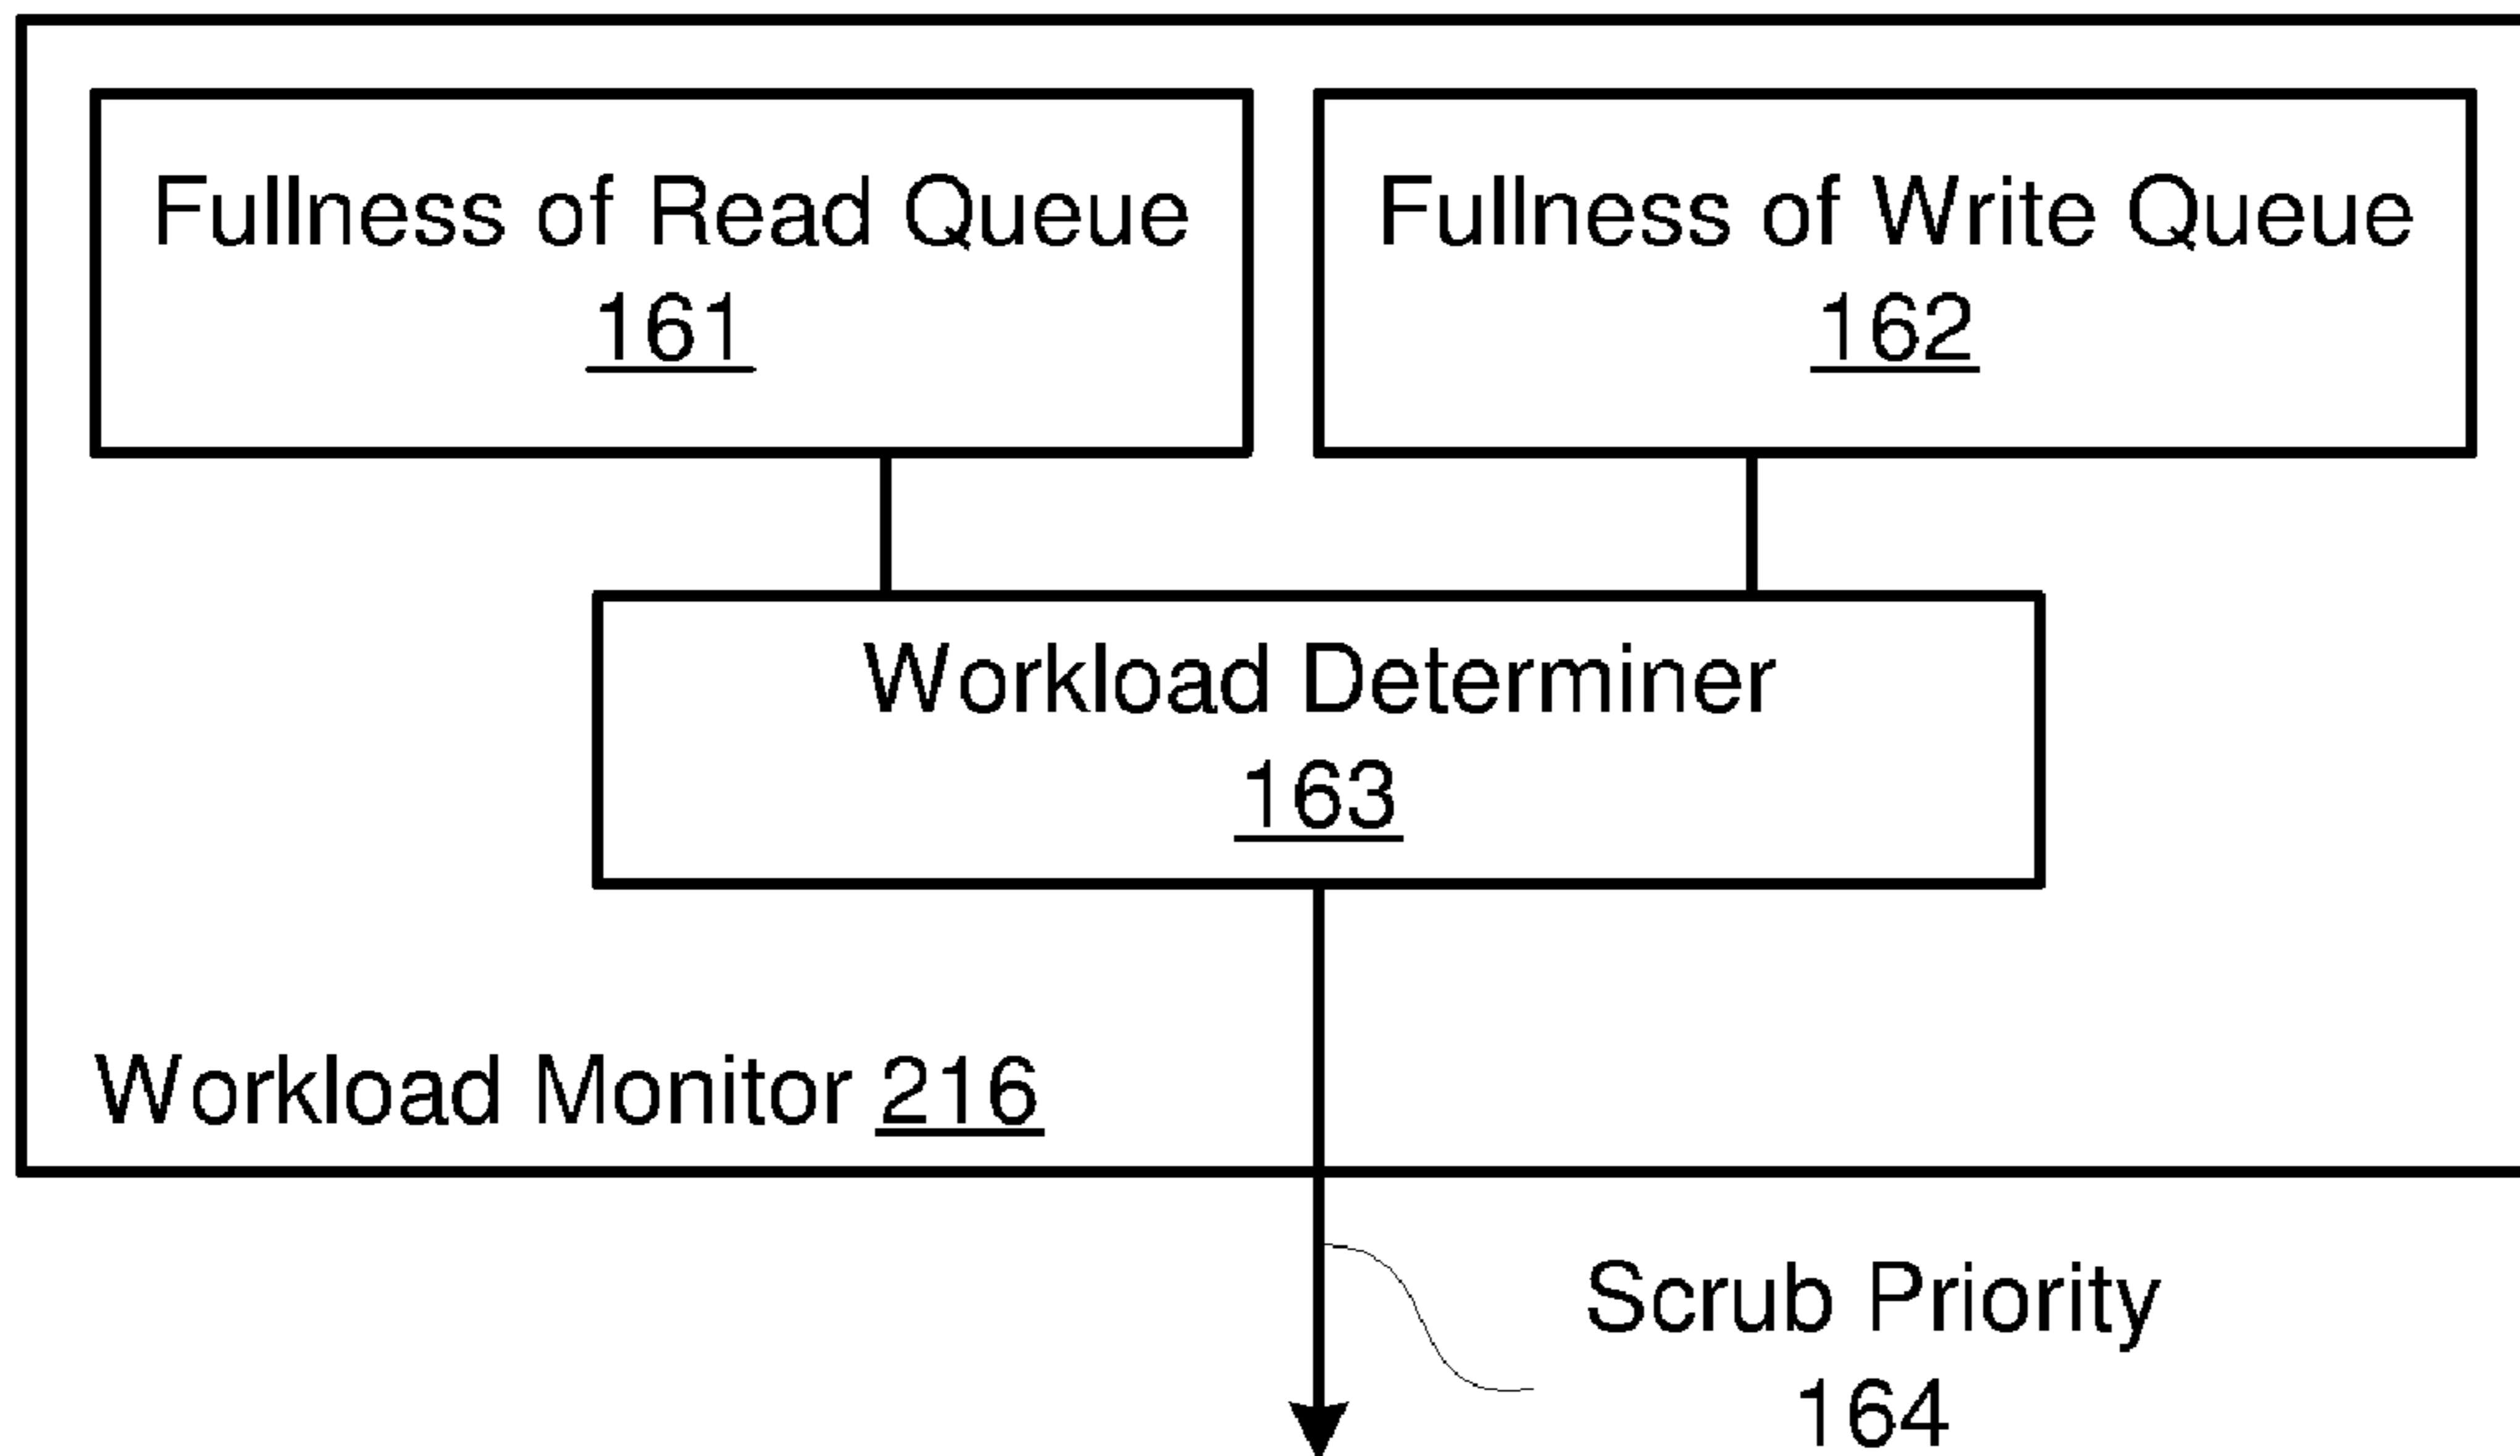 Fullness of Read Queue
161
Fullness of Write Queue
162
Workload Determiner
163
Workload Monitor 216
Scrub Priority
164